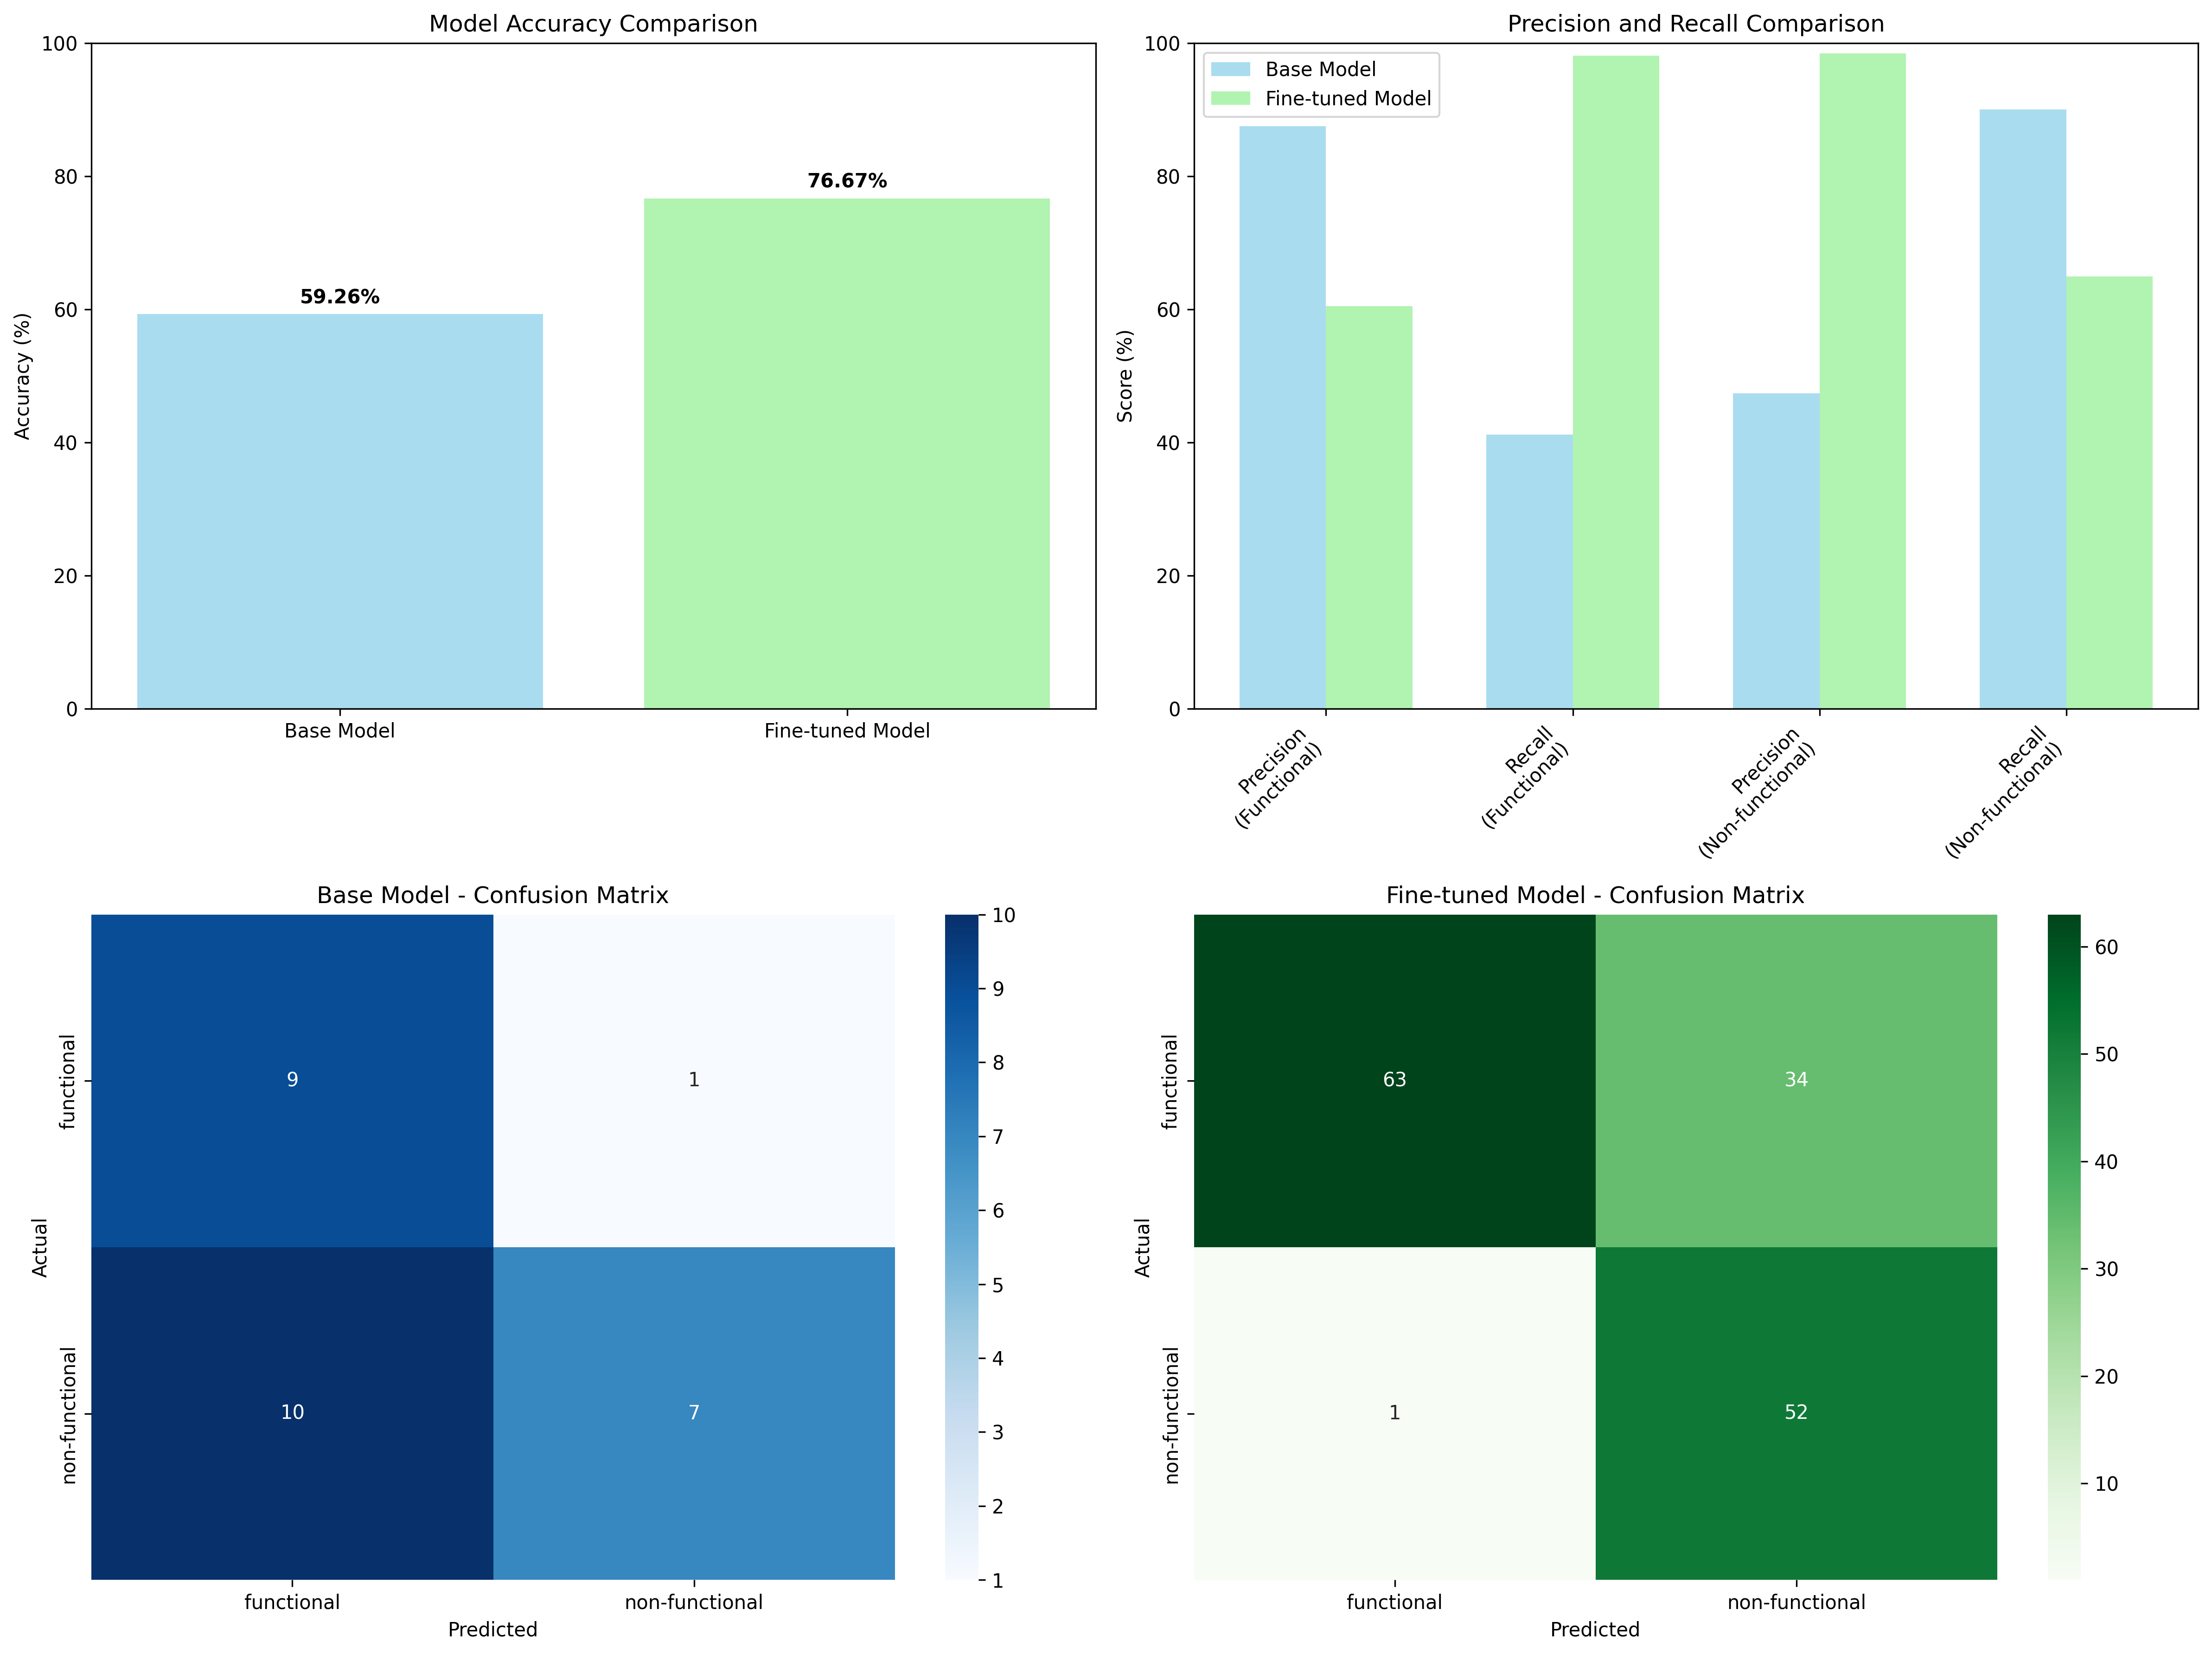 Model Accuracy Comparison
100
80
60
40
20
0
Accuracy (%)
59.26%
76.67%
Base Model
Fine-tuned Model
Precision and Recall Comparison
Base Model
Fine-tuned Model
100
80
60
40
20
0
Score (%)
Precision
(Functional)
Recall
(Functional)
Precision
(Non-functional)
Recall
(Non-functional)
Base Model - Confusion Matrix
functional
non-functional
Actual
9
1
10
7
functional
non-functional
Predicted
10
9
8
7
6
5
4
3
2
1
Fine-tuned Model - Confusion Matrix
functional
non-functional
Actual
63
34
1
52
functional
non-functional
Predicted
60
50
40
30
20
10